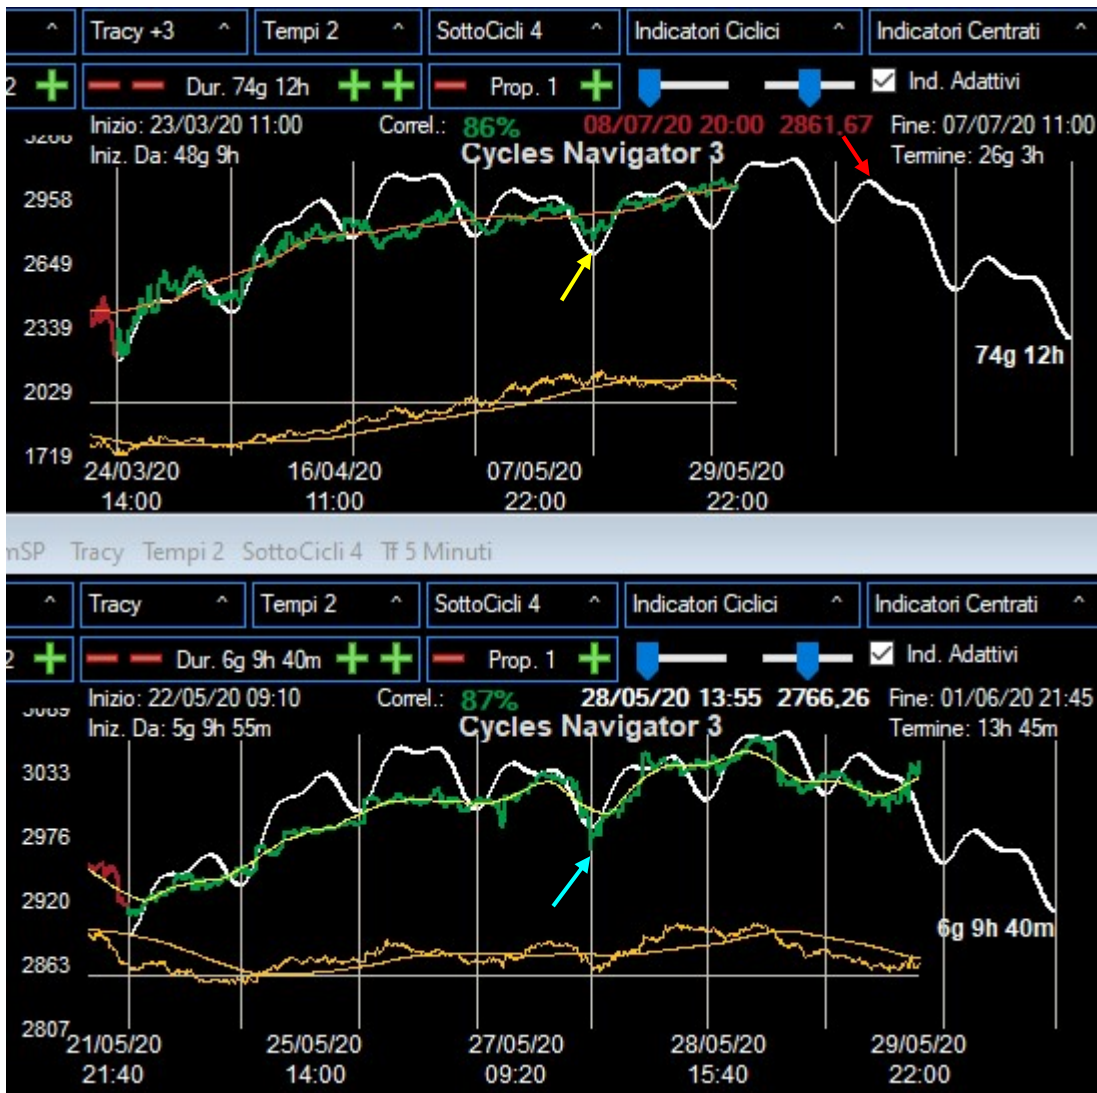 Tracy +3 ^ Tempi 2 ^ SottoCicli 4 ^ Indicatori Ciclici ^ Indicatori Centrati ^
2 Dur. 74g 12h Prop. 1 Ind. Adattivi
Inizio: 23/03/20 11:00 Correl.: 86% 08/07/20 20:00 2861,67 Fine: 07/07/20 11:00
Iniz. Da: 48g 9h Cycles Navigator 3 Termine: 26g 3h
2958
2649
2339
74g 12h
2029
1719
24/03/20 16/04/20 07/05/20 29/05/20
14:00 11:00 22:00 22:00
mSP Tracy Tempi 2 SottoCicli 4 Tf 5 Minuti
^ Tracy ^ Tempi 2 ^ SottoCicli 4 ^ Indicatori Ciclici ^ Indicatori Centrati ^
2 Dur. 6g 9h 40m Prop. 1 Ind. Adattivi
Inizio: 22/05/20 09:10 Correl.: 87% 28/05/20 13:55 2766,26 Fine: 01/06/20 21:45
Iniz. Da: 5g 9h 55m Cycles Navigator 3 Termine: 13h 45m
3033
2976
2920
6g 9h 40m
2863
2807
21/05/20 25/05/20 27/05/20 28/05/20 29/05/20
21:40 14:00 09:20 15:40 22:00